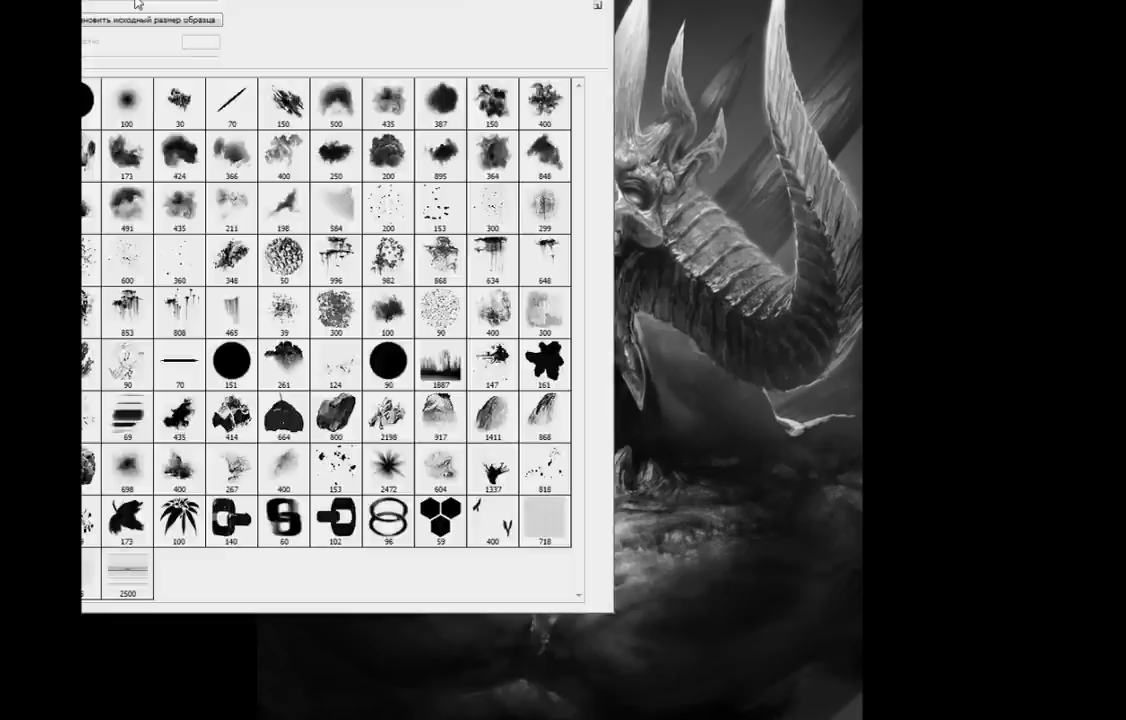 новить исходный размер образца
100 30 70 150 500 435 387 150 400
173 424 366 400 250 200 895 364 848
491 435 211 198 584 200 153 300 299
600 360 348 50 996 982 868 634 648
853 808 465 39 300 100 90 400 300
90 70 151 261 124 90 1887 147 161
69 435 414 664 800 2198 917 1411 868
698 400 267 400 153 2472 604 1337 818
173 100 140 60 102 96 59 400 718
2500